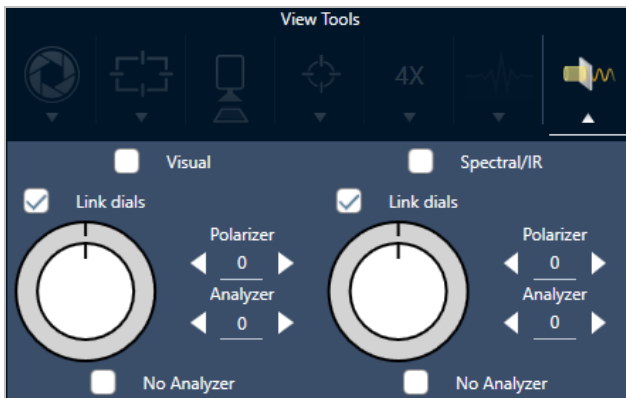 View Tools
4X
Visual
Spectral/IR
Link dials
Link dials
Polarizer
0
Analyzer
0
Polarizer
0
Analyzer
0
No Analyzer
No Analyzer